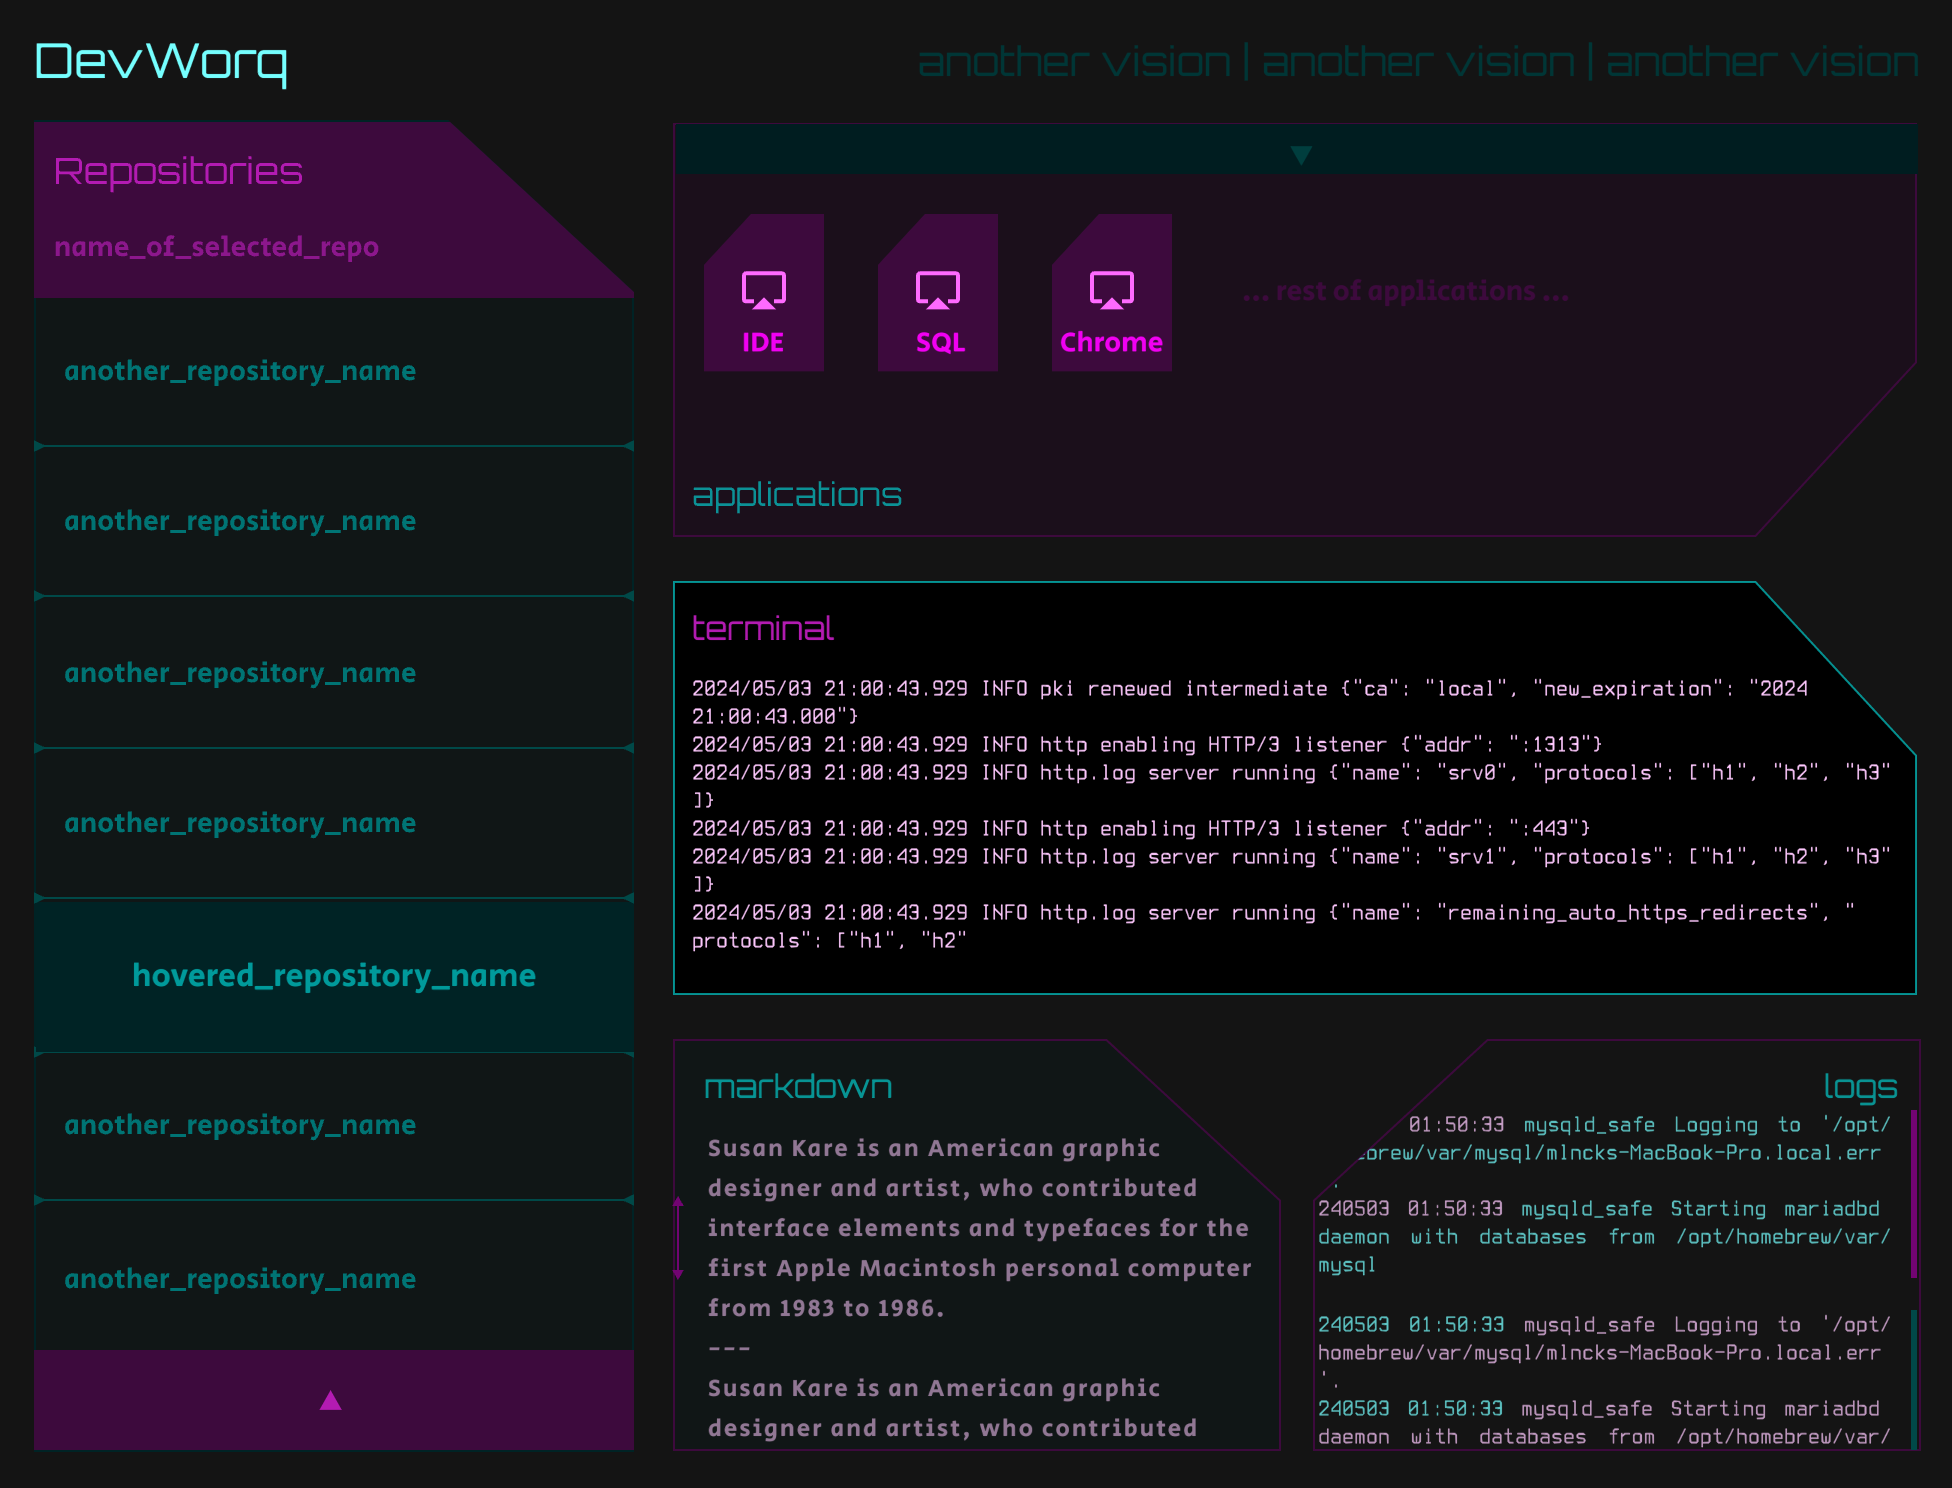 DevWorq
another vision | another vision | another vision
Repositories
name_of_selected_repo
another_repository_name
another_repository_name
another_repository_name
another_repository_name
hovered_repository_name
another_repository_name
another_repository_name
IDE
SQL
Chrome
... rest of applications ...
applications
terminal
2024/05/03 21:00:43.929 INFO pki renewed intermediate {"ca": "local", "new_expiration": "2024
21:00:43.000"}
2024/05/03 21:00:43.929 INFO http enabling HTTP/3 listener {"addr": ":1313"}
2024/05/03 21:00:43.929 INFO http.log server running {"name": "srv0", "protocols": ["h1", "h2", "h3"
]}
2024/05/03 21:00:43.929 INFO http enabling HTTP/3 listener {"addr": ":443"}
2024/05/03 21:00:43.929 INFO http.log server running {"name": "srv1", "protocols": ["h1", "h2", "h3"
]}
2024/05/03 21:00:43.929 INFO http.log server running {"name": "remaining_auto_https_redirects", "
protocols": ["h1", "h2"
markdown
Susan Kare is an American graphic
designer and artist, who contributed
interface elements and typefaces for the
first Apple Macintosh personal computer
from 1983 to 1986.
---
Susan Kare is an American graphic
designer and artist, who contributed
logs
01:50:33 mysqld_safe Logging to '/opt/
ebrew/var/mysql/mlncks-MacBook-Pro.local.err
.
240503 01:50:33 mysqld_safe Starting mariadbd
daemon with databases from /opt/homebrew/var/
mysql
240503 01:50:33 mysqld_safe Logging to '/opt/
homebrew/var/mysql/mlncks-MacBook-Pro.local.err
'.
240503 01:50:33 mysqld_safe Starting mariadbd
daemon with databases from /opt/homebrew/var/